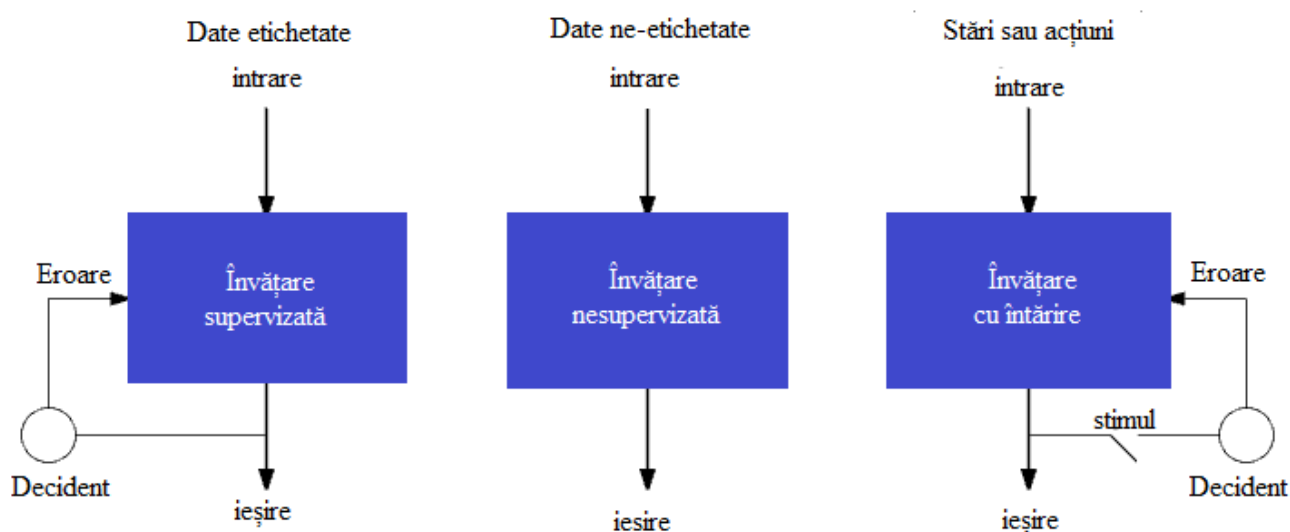 Date etichetate
intrare
Învățare
supervizată
Eroare
Decident
ieșire
Date ne-etichetate
intrare
Învățare
nesupervizată
iesire
Stări sau acțiuni
intrare
Învățare
cu întărire
Eroare
stimul
Decident
ieșire